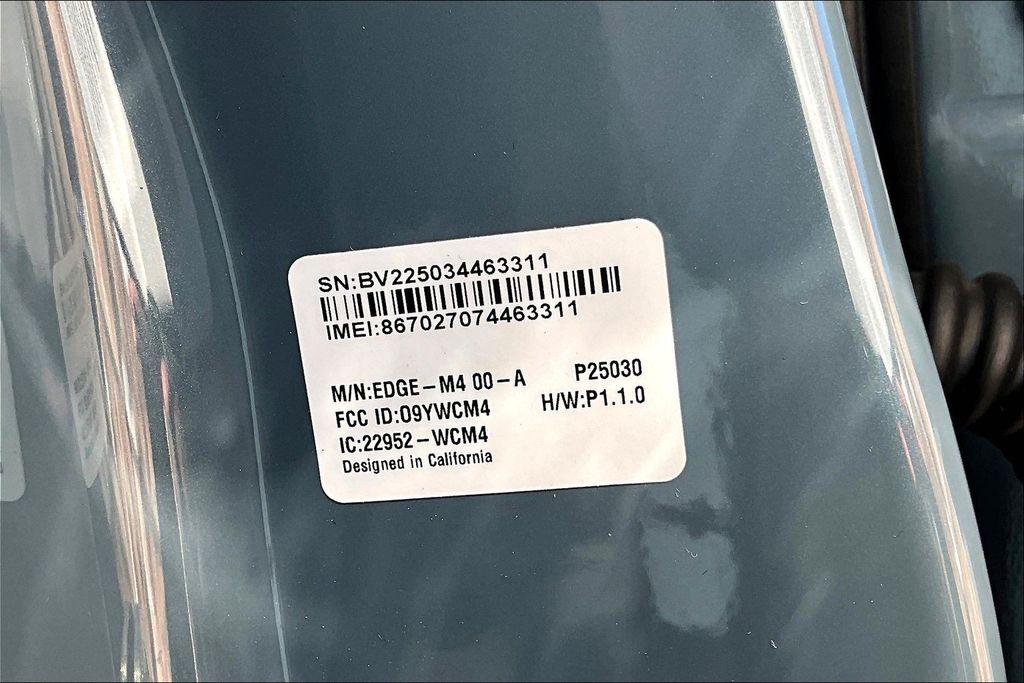 SN:BV225034463311
IMEI:867027074463311
M/N:EDGE-M4 00-A P25030
FCC ID:O9YWCM4 H/W:P1.1.0
IC:22952-WCM4
Designed in California